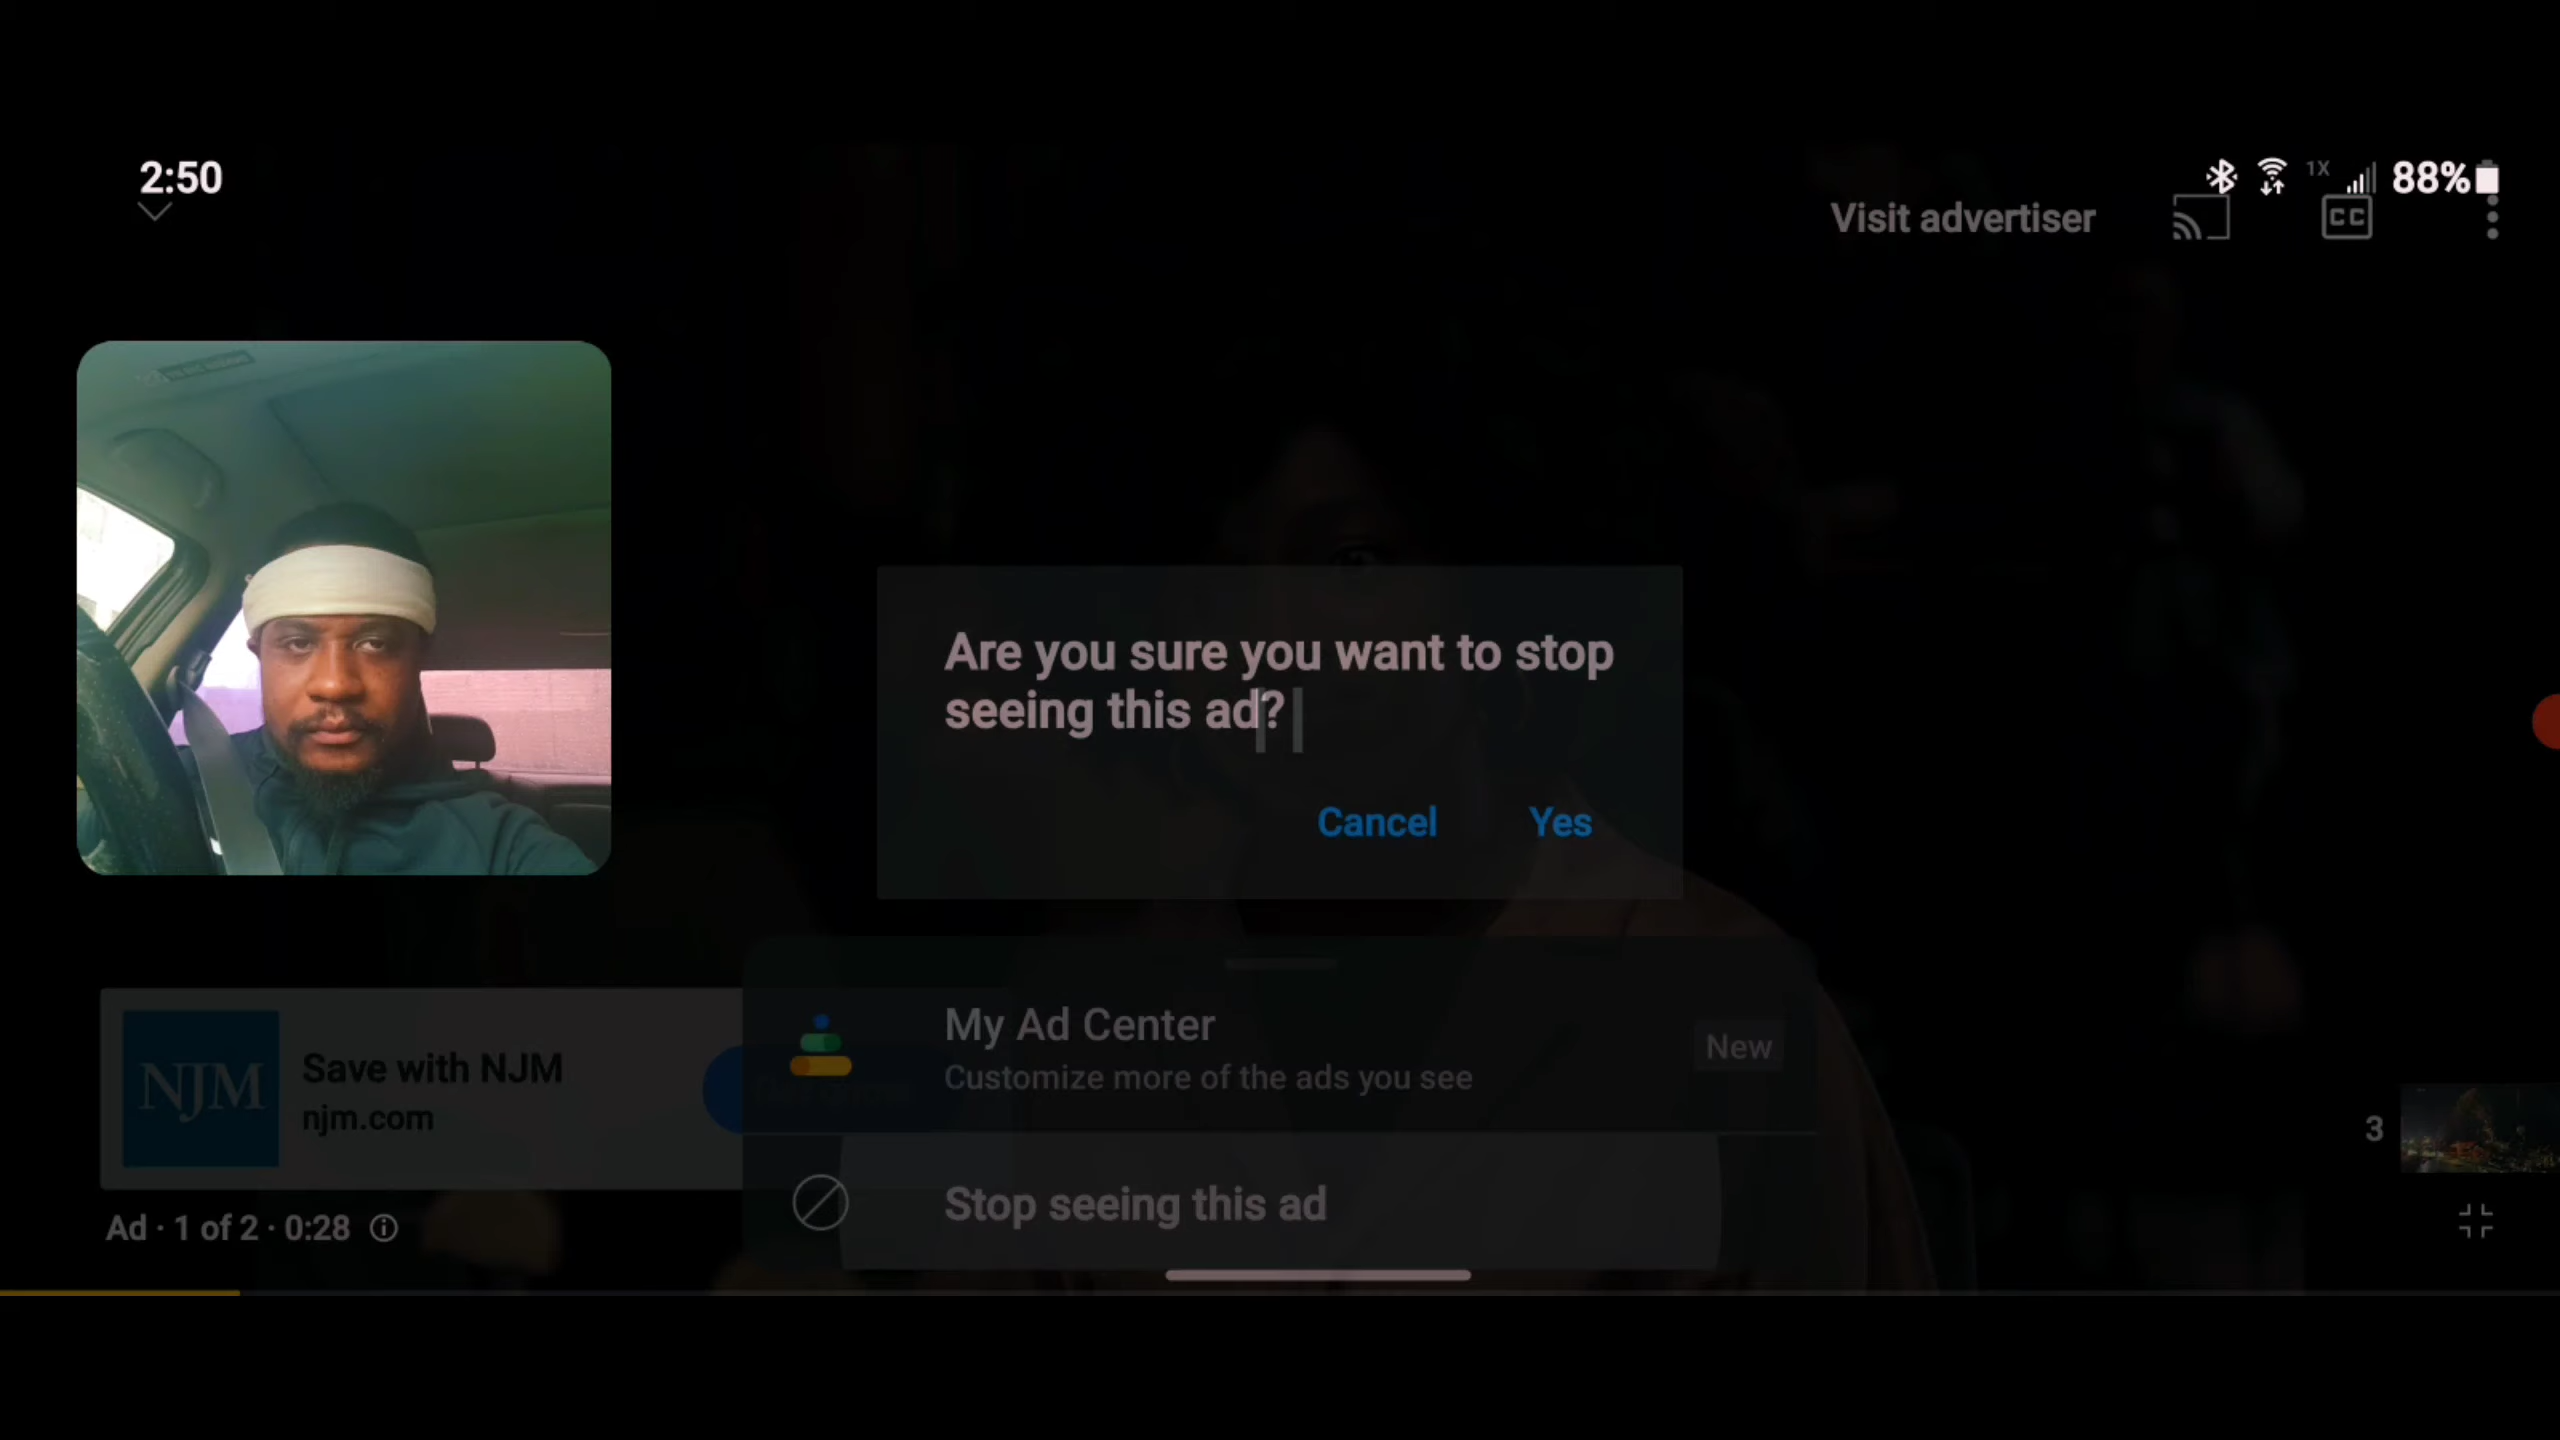 2:50
1X
88%
Visit advertiser
CC
Are you sure you want to stop
seeing this ad?
Cancel
Yes
My Ad Center
Customize more of the ads you see
New
NJM
Save with NJM
njm.com
3
Stop seeing this ad
Ad · 1 of 2 · 0:28